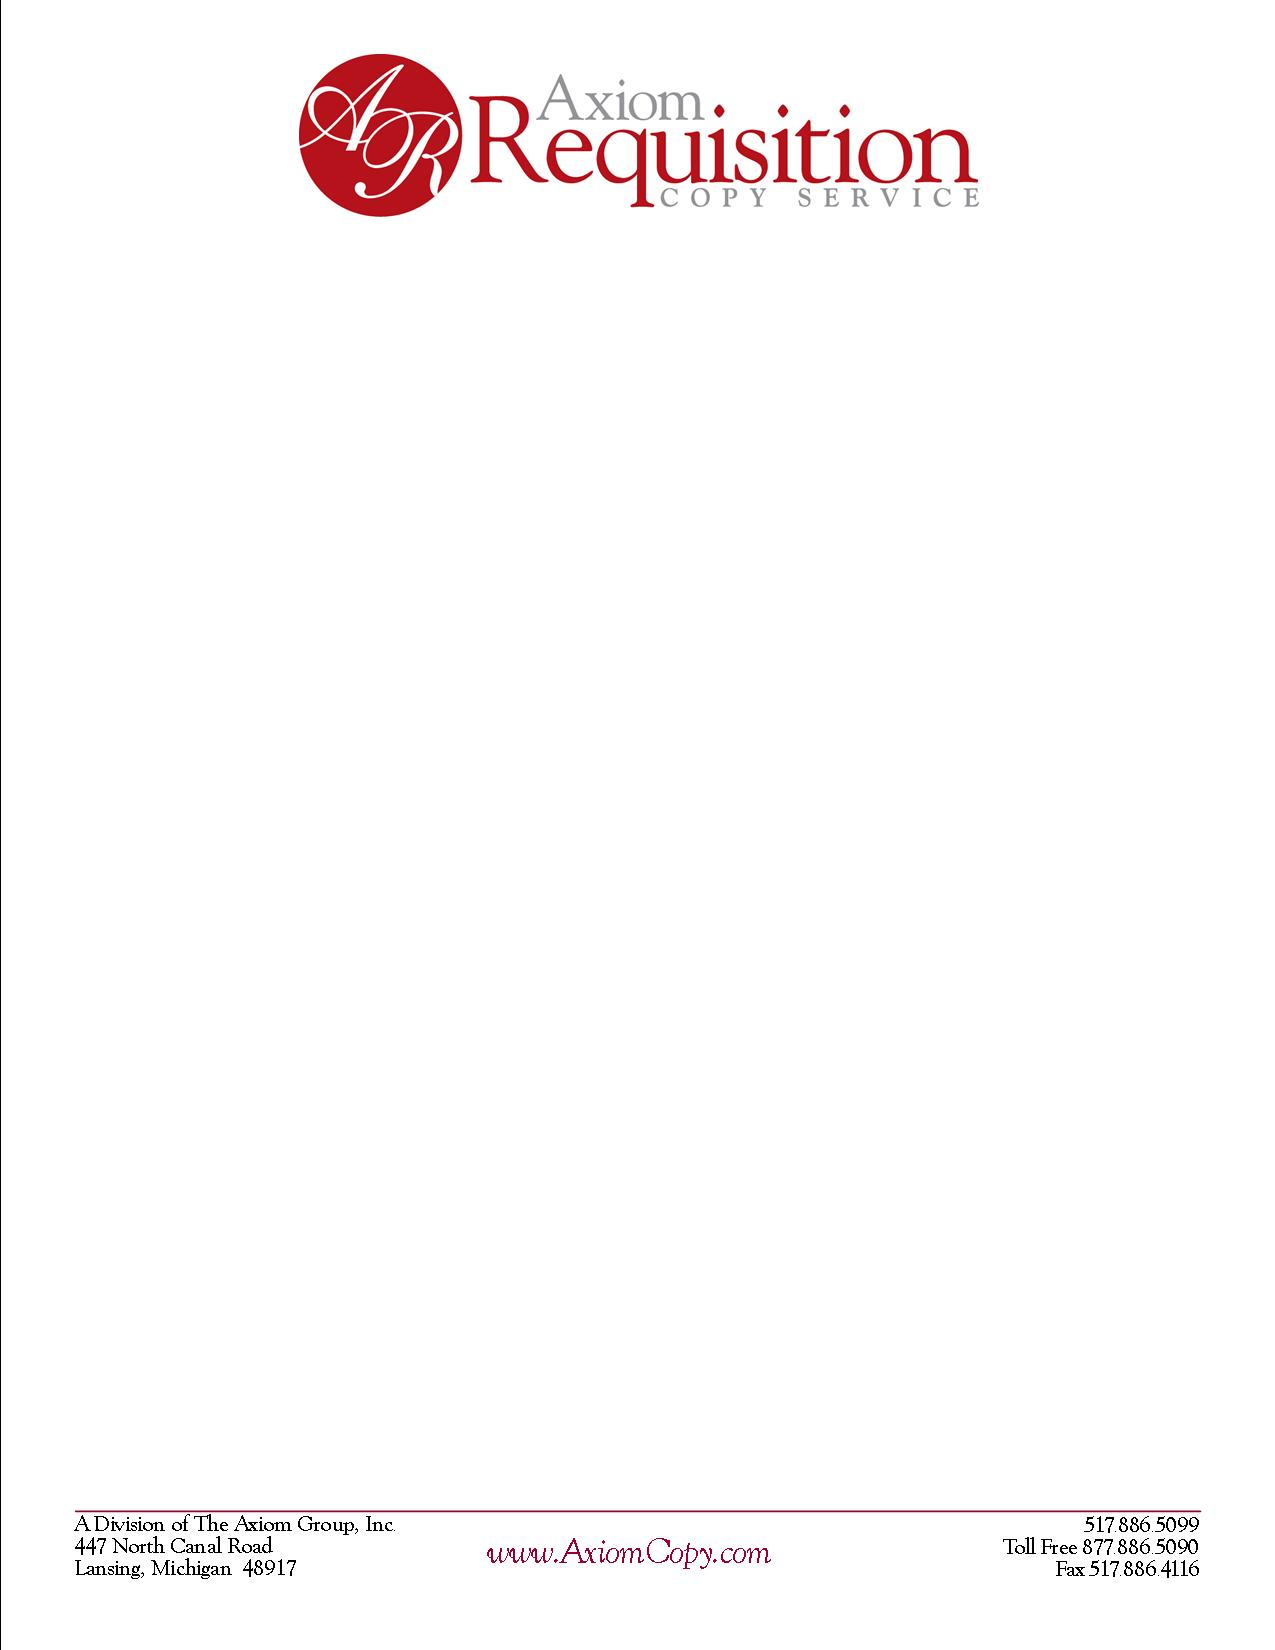 AR
Axiom
Requisition
COPY SERVICE
A Division of The Axiom Group, Inc.
447 North Canal Road
Lansing, Michigan 48917
www.AxiomCopy.com
517.886.5099
Toll Free 877.886.5090
Fax 517.886.4116